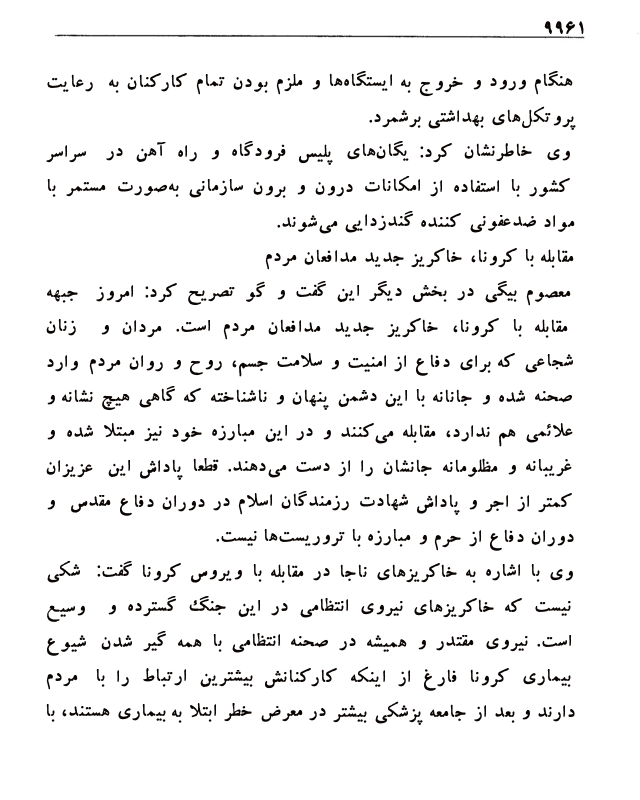 ۹۹۶۱
هنگام ورود و خروج به ایستگاه‌ها و ملزم بودن تمام کارکنان به رعایت
پروتکل‌های بهداشتی برشمرد.
وی خاطرنشان کرد: یگان‌های پلیس فرودگاه و راه آهن در سراسر
کشور با استفاده از امکانات درون و برون سازمانی به‌صورت مستمر با
مواد ضدعفونی کننده گندزدایی می‌شوند.
مقابله با کرونا، خاکریز جدید مدافعان مردم
معصوم بیگی در بخش دیگر این گفت و گو تصریح کرد: امروز جبهه
مقابله با کرونا، خاکریز جدید مدافعان مردم است. مردان و زنان
شجاعی که برای دفاع از امنیت و سلامت جسم، روح و روان مردم وارد
صحنه شده و جانانه با این دشمن پنهان و ناشناخته که گاهی هیچ نشانه و
علائمی هم ندارد، مقابله می‌کنند و در این مبارزه خود نیز مبتلا شده و
غریبانه و مظلومانه جانشان را از دست می‌دهند. قطعا پاداش این عزیزان
کمتر از اجر و پاداش شهادت رزمندگان اسلام در دوران دفاع مقدس و
دوران دفاع از حرم و مبارزه با تروریست‌ها نیست.
وی با اشاره به خاکریزهای ناجا در مقابله با ویروس کرونا گفت: شکی
نیست که خاکریزهای نیروی انتظامی در این جنگ گسترده و وسیع
است. نیروی مقتدر و همیشه در صحنه انتظامی با همه گیر شدن شیوع
بیماری کرونا فارغ از اینکه کارکنانش بیشترین ارتباط را با مردم
دارند و بعد از جامعه پزشکی بیشتر در معرض خطر ابتلا به بیماری هستند، با